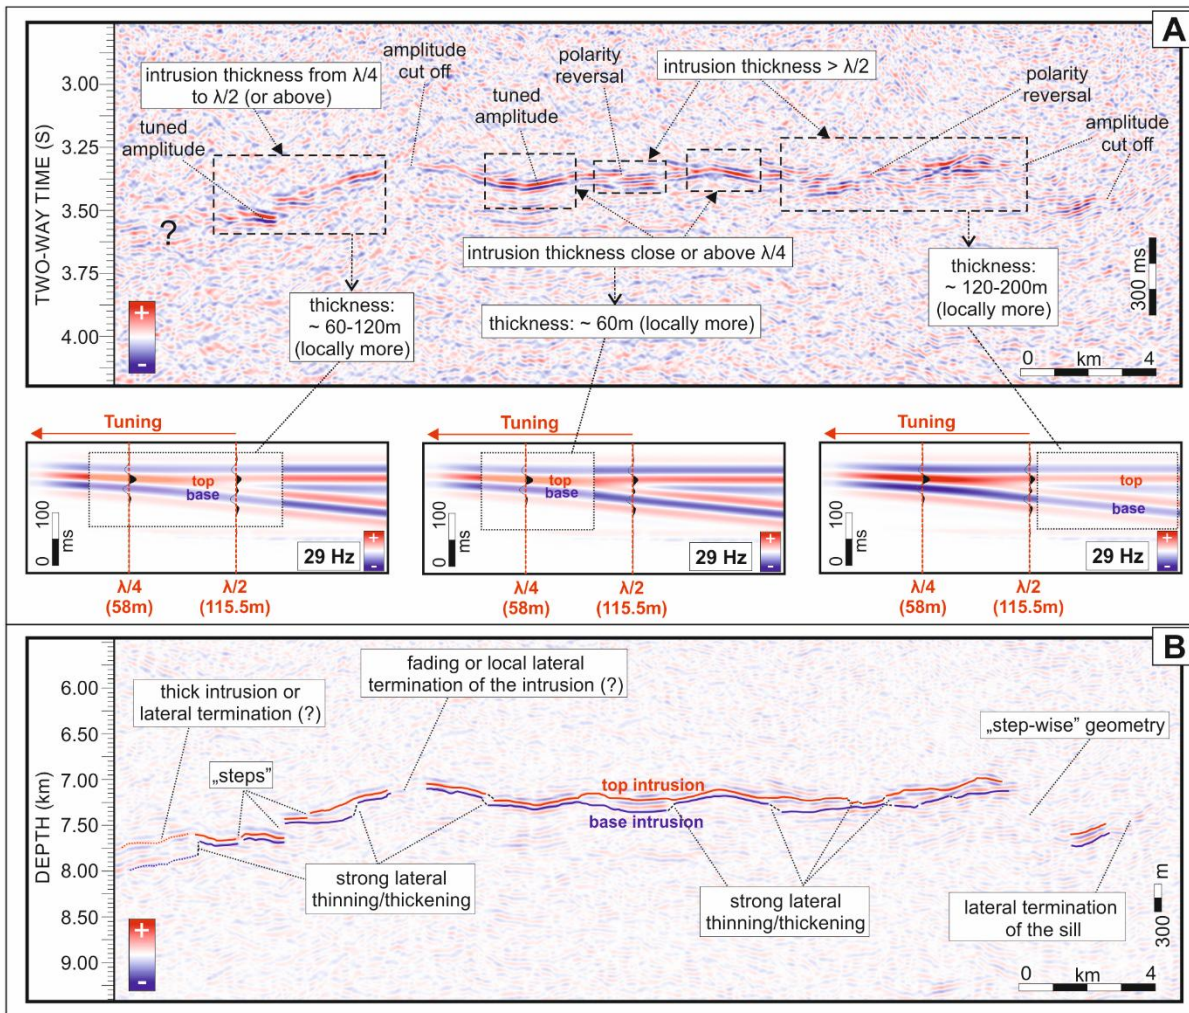 A
TWO-WAY TIME (S)
3.00
3.25
3.50
3.75
4.00
intrusion thickness from λ/4
to λ/2 (or above)
tuned
amplitude
amplitude
cut off
polarity
reversal
tuned
amplitude
intrusion thickness > λ/2
polarity
reversal
amplitude
cut off
?
intrusion thickness close or above λ/4
thickness:
~ 60-120m
(locally more)
thickness: ~ 60m (locally more)
thickness:
~ 120-200m
(locally more)
300 ms
+
-
0 km 4
Tuning
top
base
0 100
ms
29 Hz
+
-
λ/4
(58m)
λ/2
(115.5m)
Tuning
top
base
0 100
ms
29 Hz
+
-
λ/4
(58m)
λ/2
(115.5m)
Tuning
top
base
0 100
ms
29 Hz
+
-
λ/4
(58m)
λ/2
(115.5m)
B
DEPTH (km)
6.00
6.50
7.00
7.50
8.00
8.50
9.00
thick intrusion or
lateral termination (?)
fading or local lateral
termination of the intrusion (?)
„steps”
„step-wise” geometry
top intrusion
base intrusion
strong lateral
thinning/thickening
strong lateral
thinning/thickening
lateral termination
of the sill
300 m
+
-
0 km 4